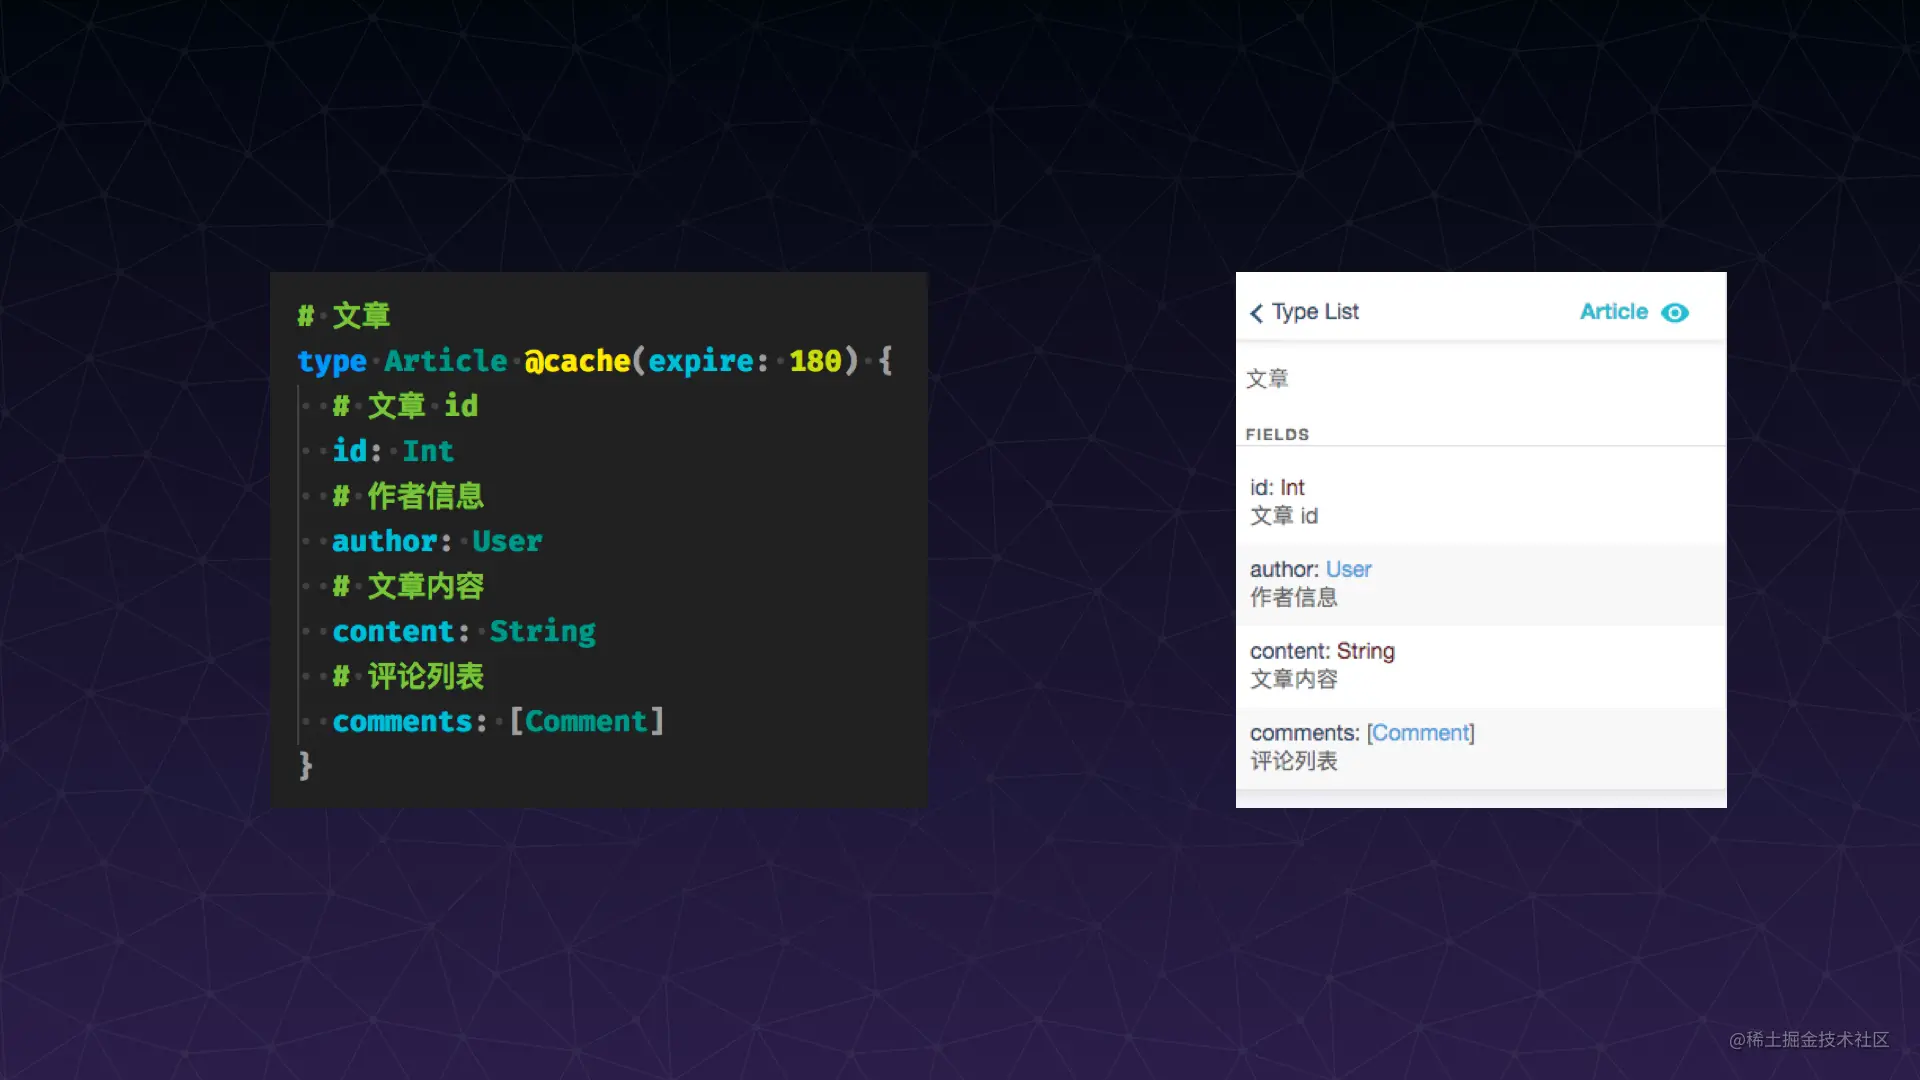 # 文章
type Article @cache(expire: 180) {
# 文章 id
id: Int
# 作者信息
author: User
# 文章内容
content: String
# 评论列表
comments: [Comment]
}
Type List
Article
文章
FIELDS
id: Int
文章 id
author: User
作者信息
content: String
文章内容
comments: [Comment]
评论列表
@稀土掘金技术社区